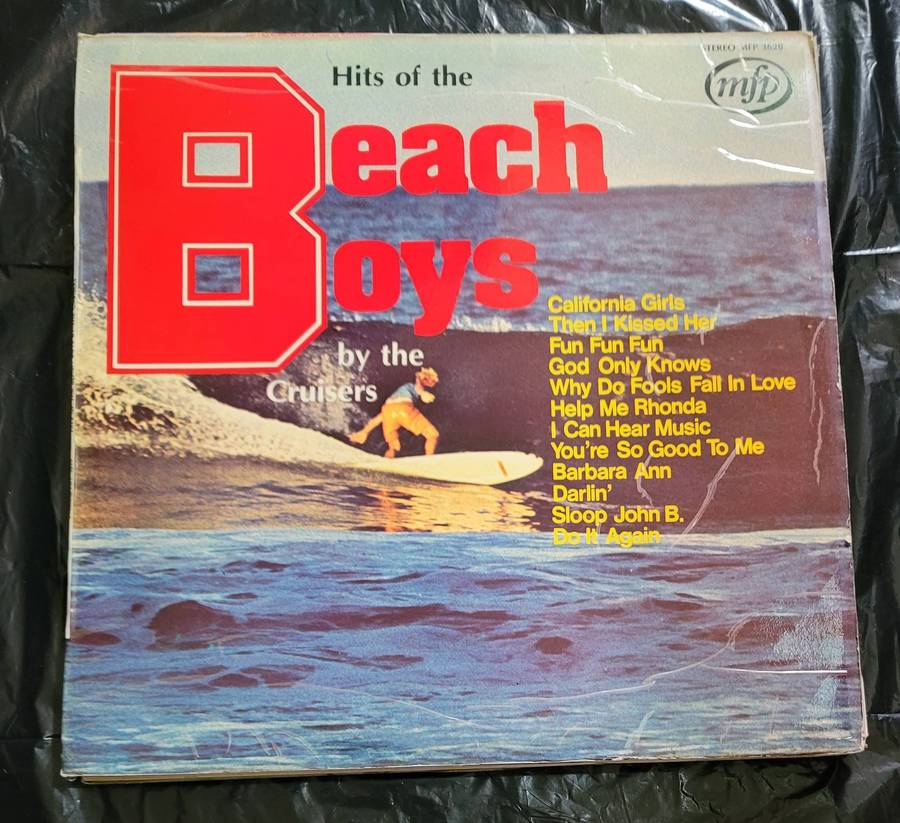 STEREO MFP
mfp
Hits of the
Beach
Boys
by the
Cruisers
California Girls
Then I Kissed Her
Fun Fun Fun
God Only Knows
Why Do Fools Fall In Love
Help Me Rhonda
I Can Hear Music
You're So Good To Me
Barbara Ann
Darlin'
Sloop John B.
Do It Again